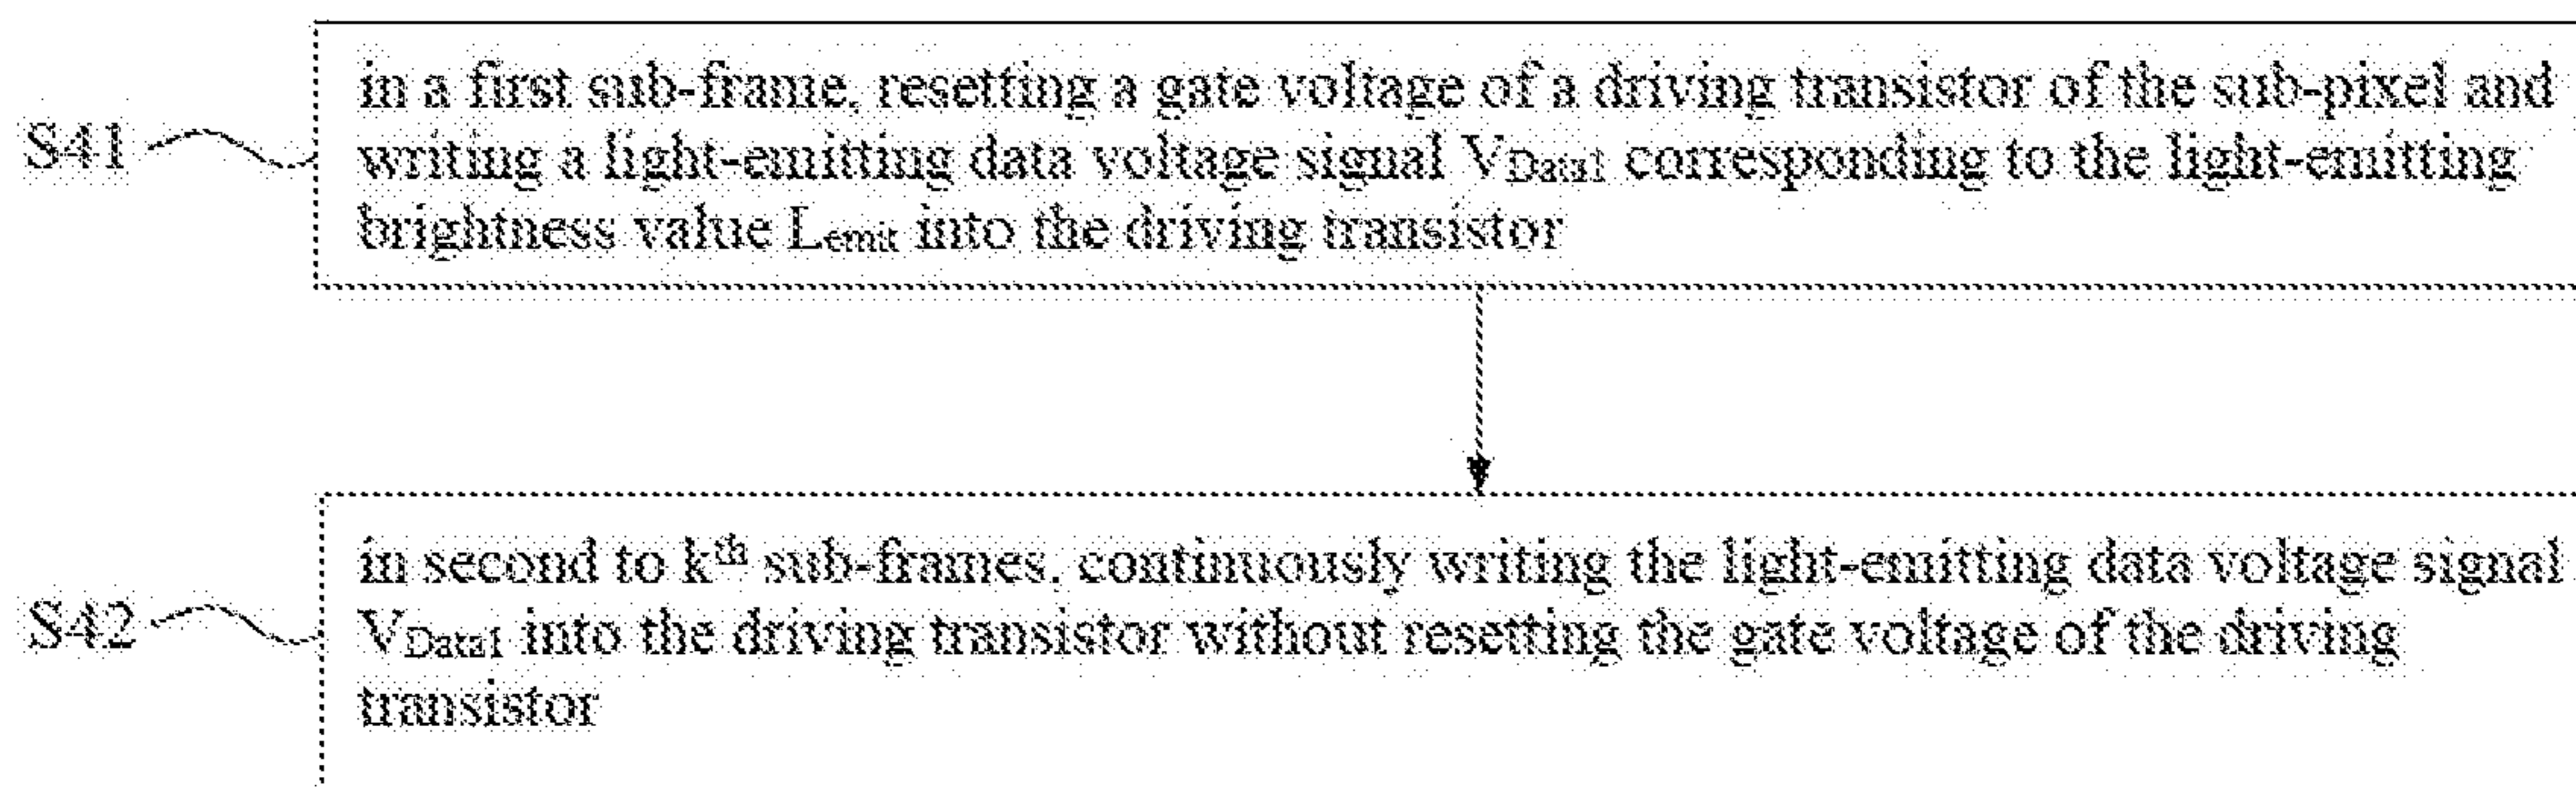 in a first sub-frame, resetting a gate voltage of a driving transistor of the sub-pixel and
S41
writing a light-emitting data voltage signal VData1 corresponding to the light-emitting
brightness value Lemit into the driving transistor
in second to kth sub-frames, continuously writing the light-emitting data voltage signal
S42
VData1 into the driving transistor without resetting the gate voltage of the driving
transistor